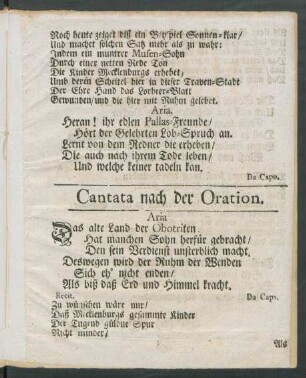 Noch heute zeiget diß ein Beyspiel Sonnen-klar/
Und machet solchen Satz mehr als zu wahr:
Indem ein muntrer Musen-Sohn
Durch einer netten Rede Ton
Die Kinder Mecklenburgs erhebet/
Und deren Scheitel hier in dieser Traven-Stadt
Der Ehre Hand das Lorbeer-Blatt
Gewunden/und die hier mit Ruhm gelebet.
Aria.
Heran! ihr edlen Pallas-Freunde/
Hört der Gelehrten Lob-Spruch an.
Lernt von dem Redner die erheben/
Die auch nach ihrem Tode leben/
Und welche keiner tadeln kan.
Da Capo.
Cantata nach der Oration.
Aria
Das alte Land der Obotriten
Hat manchen Sohn herfür gebracht/
Den sein Verdienst unsterblich macht,
Deswegen wird der Ruhm der Wenden
Sich eh' nicht enden/
Als biß daß Erd und Himmel kracht.
Recit. Da Capo.
Zu wünschen wäre nur/
Daß Mecklenburgs gesammte Kinder
Der Tugend güldne Spur
Nicht minder/
Als